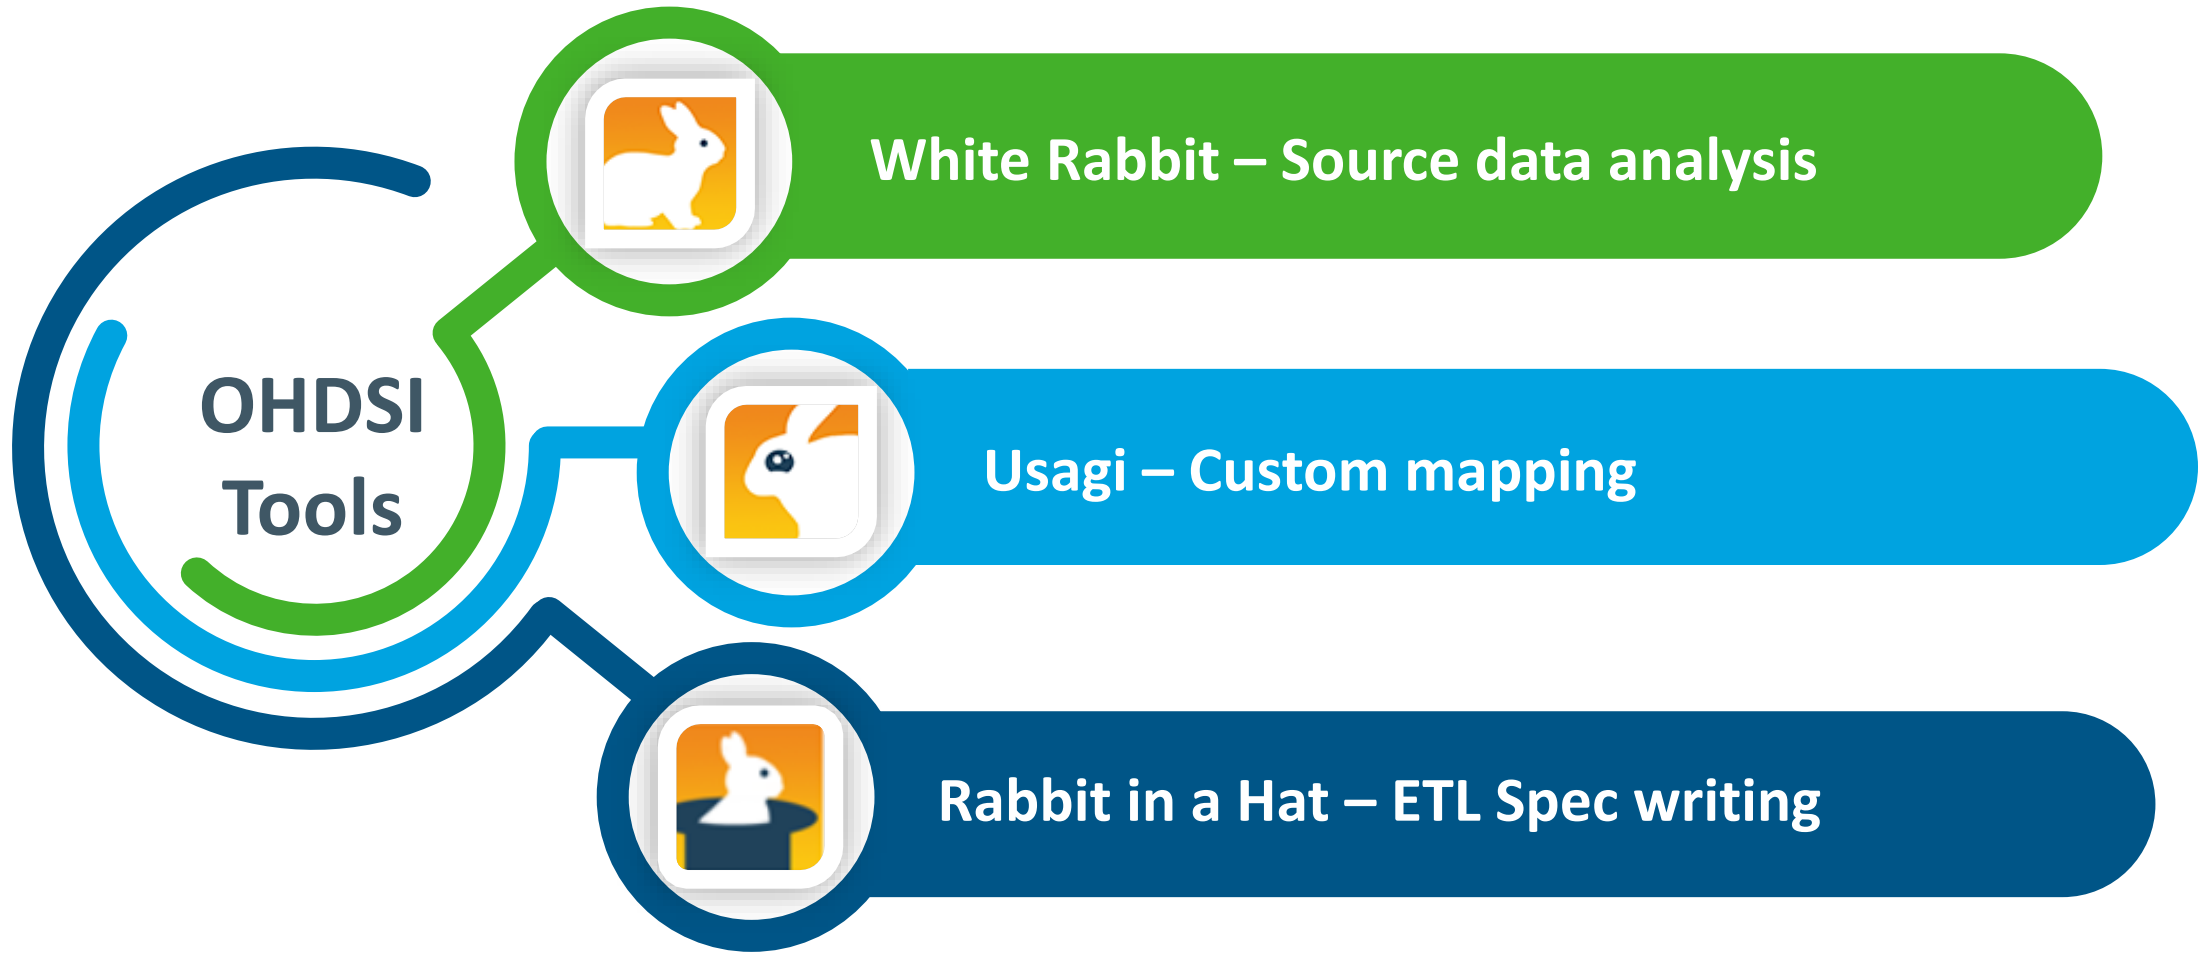 OHDSI
Tools
White Rabbit – Source data analysis
Usagi – Custom mapping
Rabbit in a Hat – ETL Spec writing